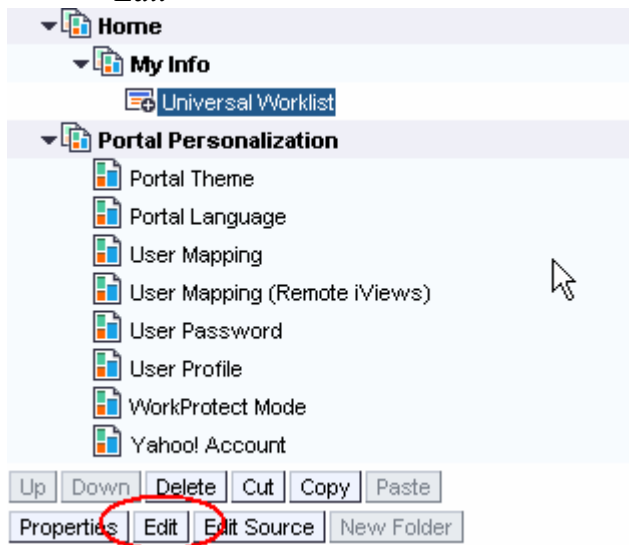 Home
My Info
Universal Worklist
Portal Personalization
Portal Theme
Portal Language
User Mapping
User Mapping (Remote iViews)
User Password
User Profile
WorkProtect Mode
Yahoo! Account
Up Down Delete Cut Copy Paste
Properties Edit Edit Source New Folder